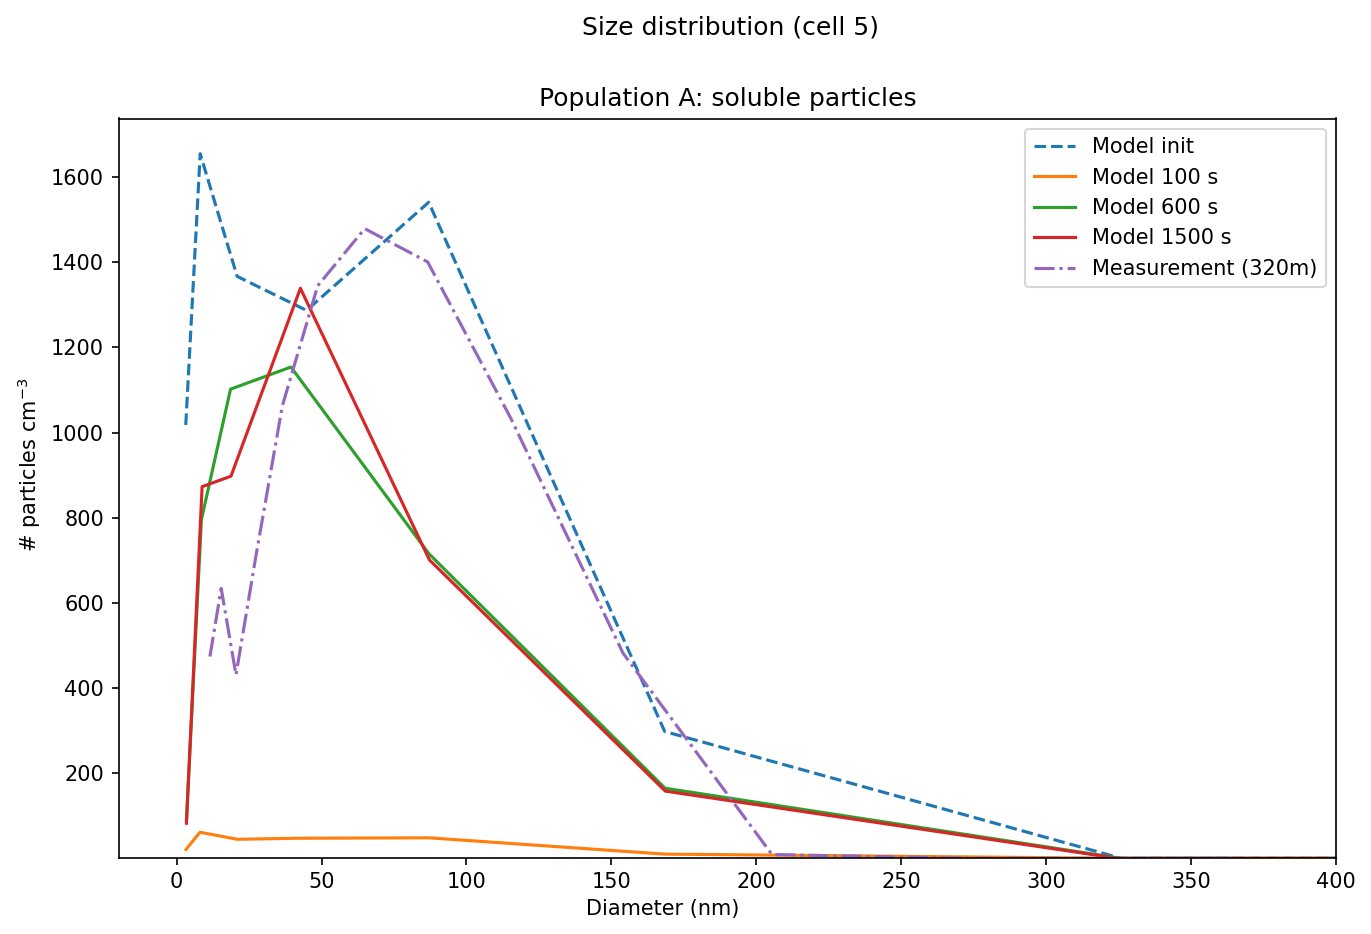 Size distribution (cell 5)
Population A: soluble particles
Model init
Model 100 s
Model 600 s
Model 1500 s
Measurement (320m)
# particles cm⁻³
1600
1400
1200
1000
800
600
400
200
0 50 100 150 200 250 300 350 400
Diameter (nm)